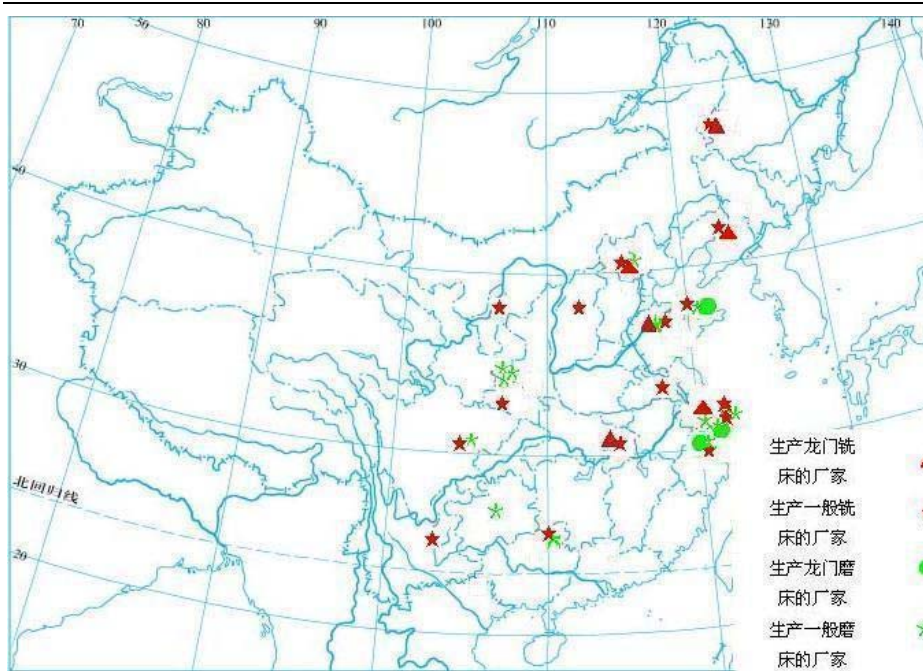 70 50 80 90 100 110 120 130 140
40
30
北回归线
20
生产龙门铣
床的厂家
生产一般铣
床的厂家
生产龙门磨
床的厂家
生产一般磨
床的厂家